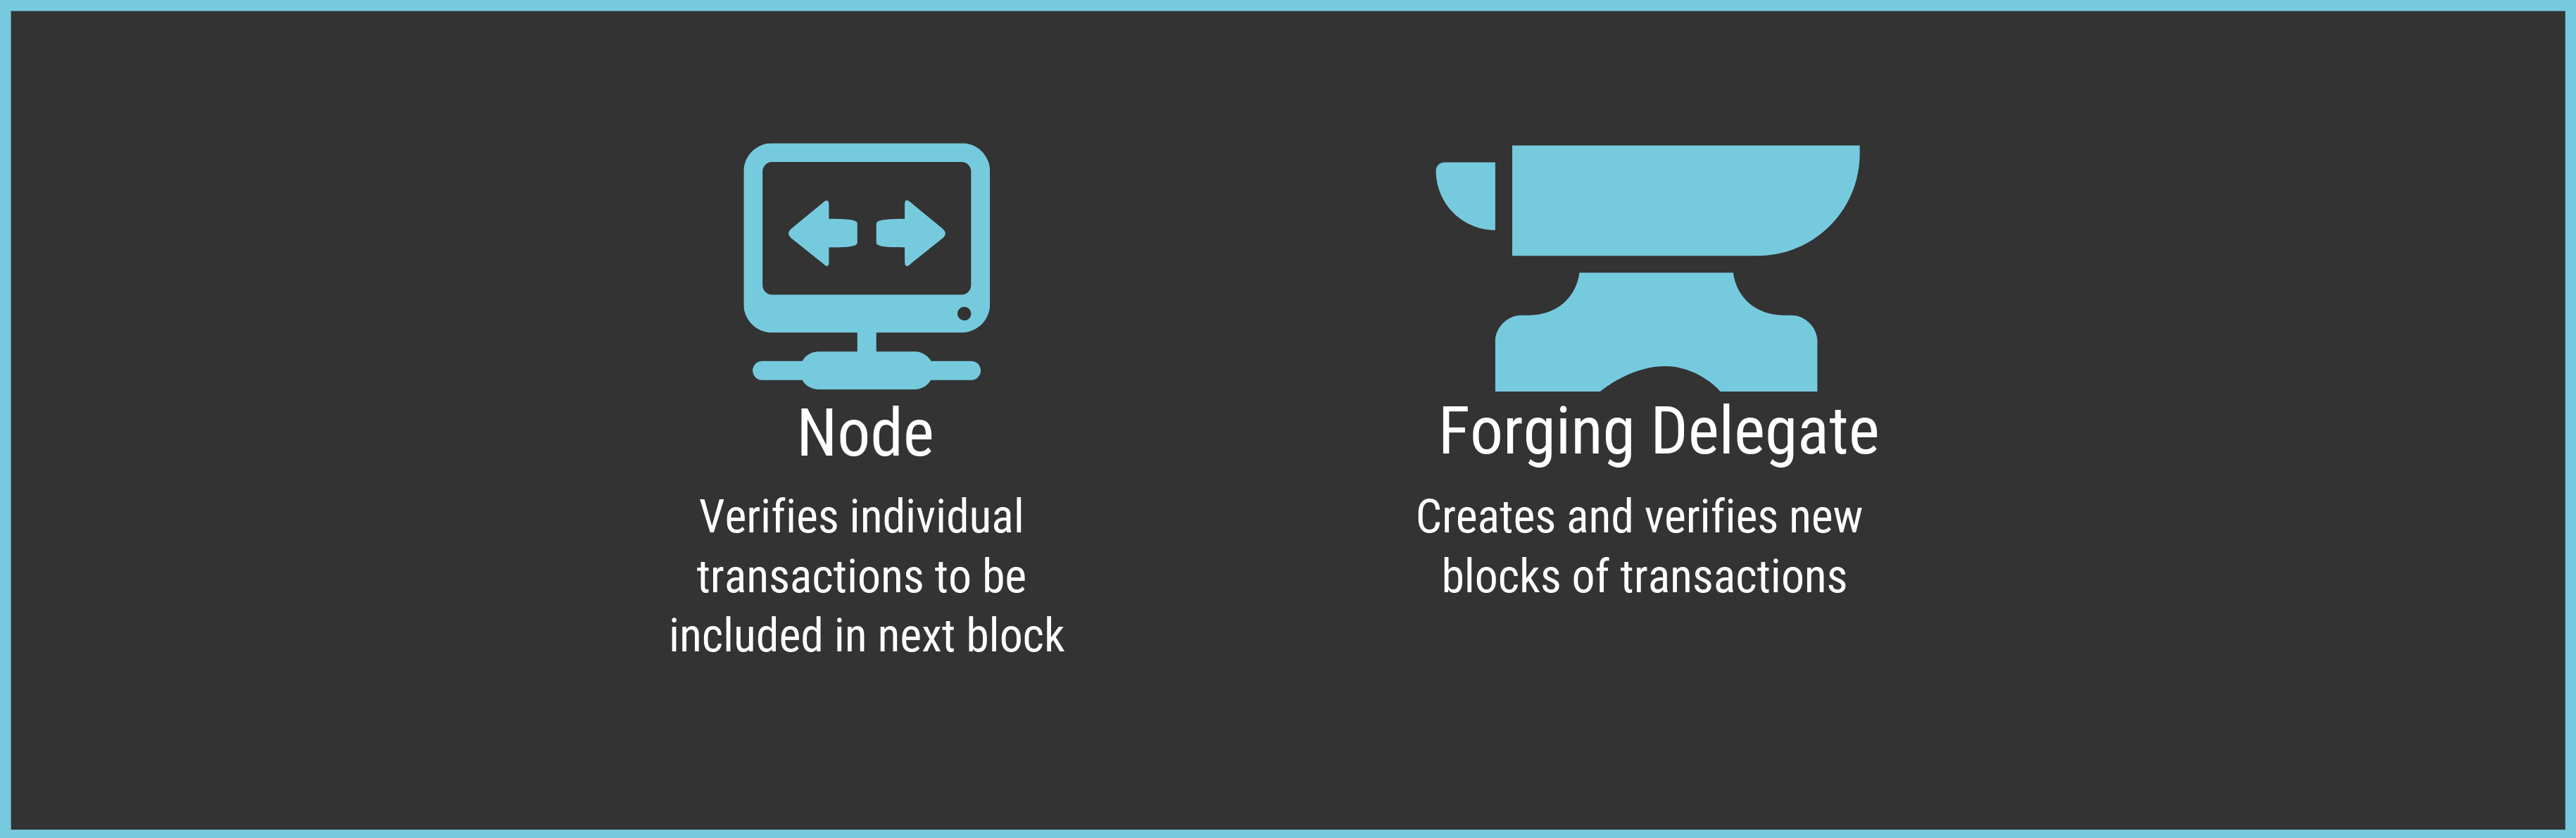 Node
Verifies individual
transactions to be
included in next block
Forging Delegate
Creates and verifies new
blocks of transactions